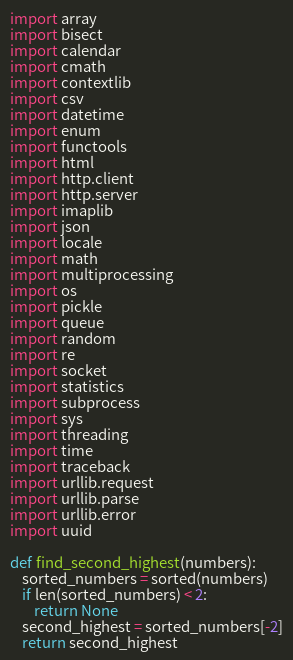 import array
import bisect
import calendar
import cmath
import contextlib
import csv
import datetime
import enum
import functools
import html
import http.client
import http.server
import imaplib
import json
import locale
import math
import multiprocessing
import os
import pickle
import queue
import random
import re
import socket
import statistics
import subprocess
import sys
import threading
import time
import traceback
import urllib.request
import urllib.parse
import urllib.error
import uuid

def find_second_highest(numbers):
    sorted_numbers = sorted(numbers)
    if len(sorted_numbers) < 2:
        return None
    second_highest = sorted_numbers[-2]
    return second_highest